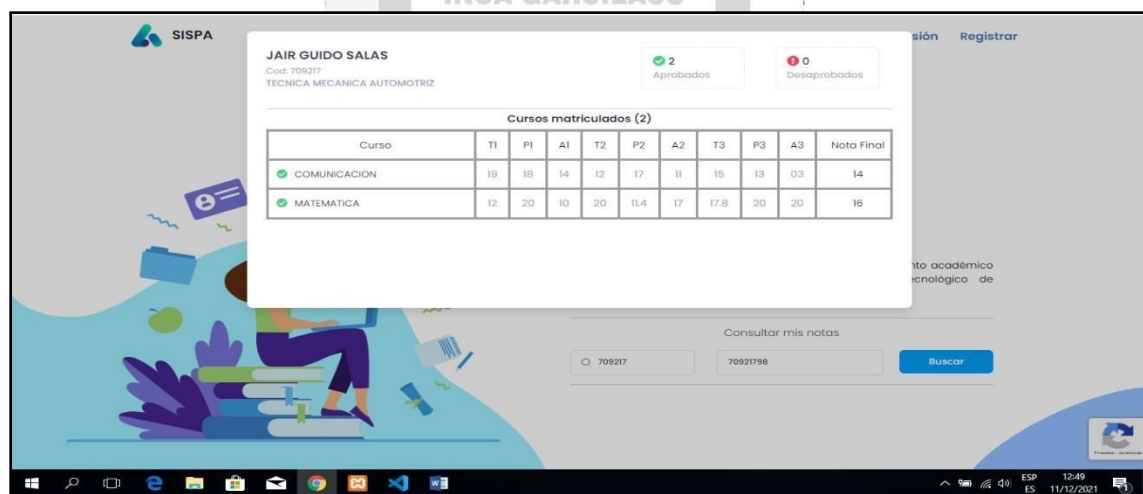 INCA GARCILASO
SISPA
sión Registrar
JAIR GUIDO SALAS
Cod: 709217
TECNICA MECANICA AUTOMOTRIZ
2
Aprobados
0
Desaprobados
Cursos matriculados (2)
Curso T1 P1 A1 T2 P2 A2 T3 P3 A3 Nota Final
COMUNICACION 19 18 14 12 17 11 15 13 03 14
MATEMATICA 12 20 10 20 11.4 17 17.8 20 20 16
nto académico
ecnológico de
Consultar mis notas
709217 70921798 Buscar
ESP 12:49
ES 11/12/2021